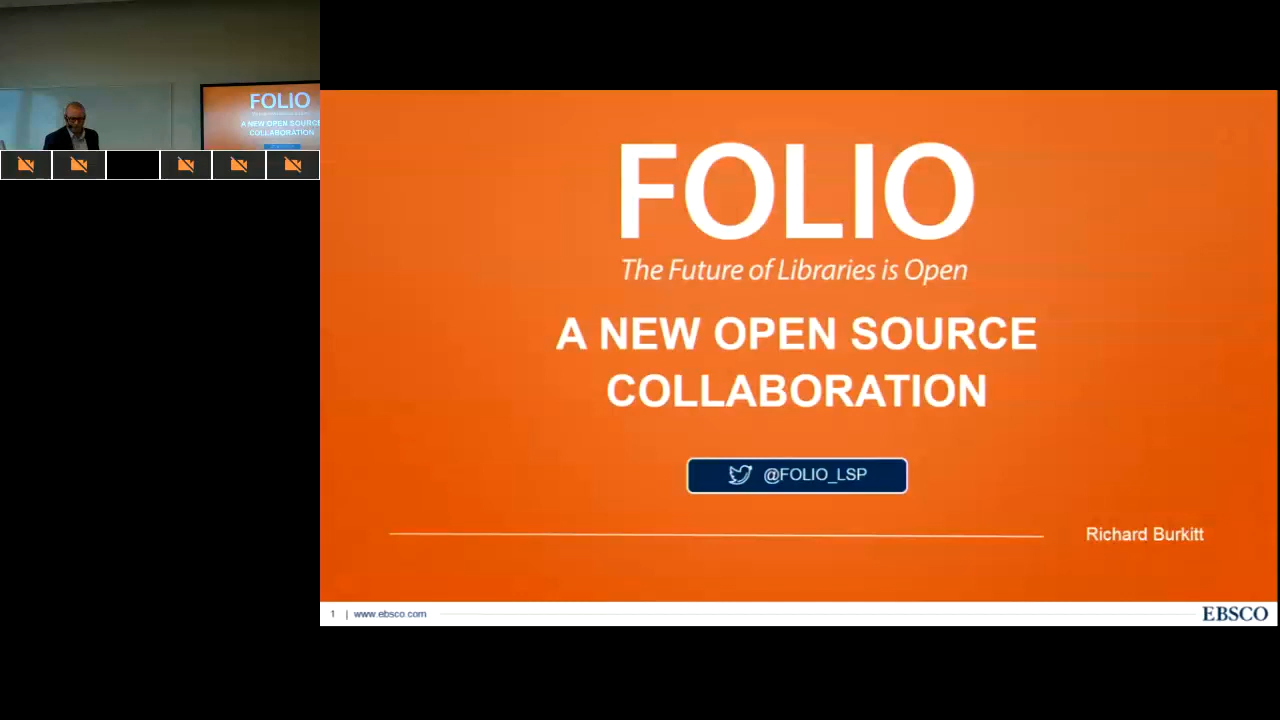 FOLIO
A NEW OPEN SOURCE
COLLABORATION
FOLIO
The Future of Libraries is Open
A NEW OPEN SOURCE
COLLABORATION
@FOLIO_LSP
Richard Burkitt
1 | www.ebsco.com
EBSCO